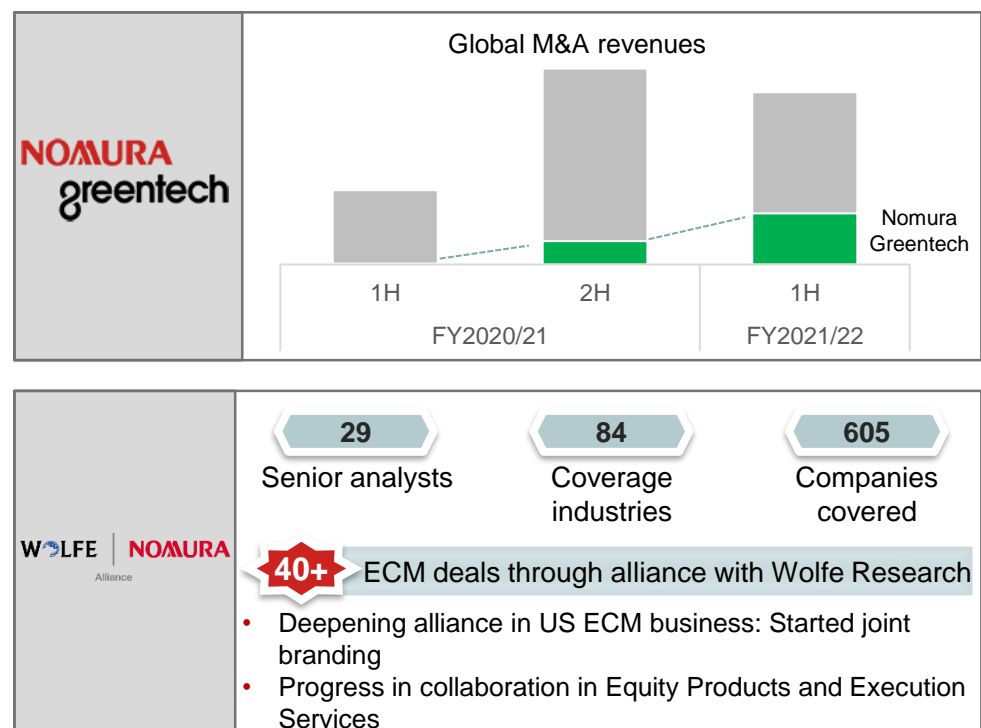 Global M&A revenues
NOMURA
greentech
Nomura
Greentech
1H
2H
1H
FY2020/21
FY2021/22
29
84
605
Senior analysts
Coverage
industries
Companies
covered
WOLFE | NOMURA
Alliance
40+
ECM deals through alliance with Wolfe Research
• Deepening alliance in US ECM business: Started joint
branding
• Progress in collaboration in Equity Products and Execution
Services